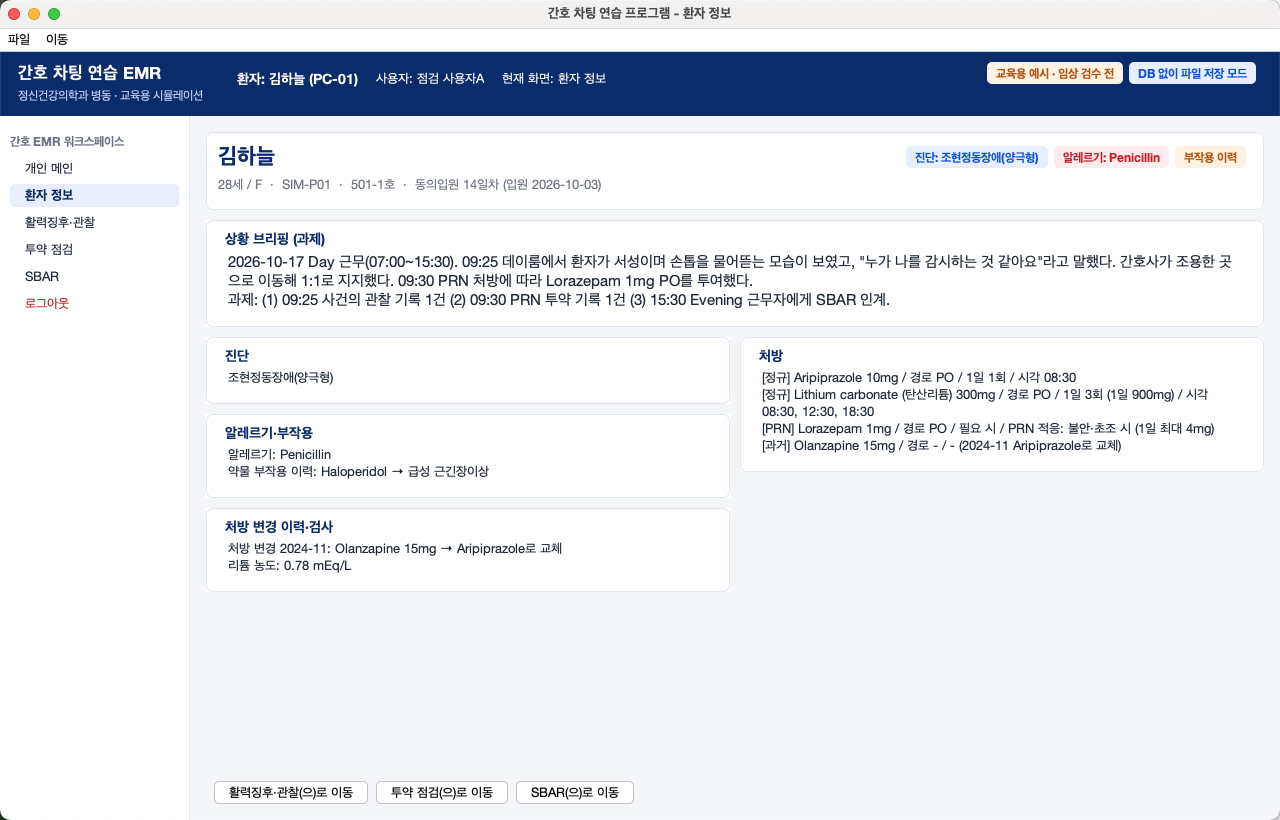 간호 차팅 연습 프로그램 - 환자 정보
파일 이동
간호 차팅 연습 EMR
정신건강의학과 병동 · 교육용 시뮬레이션
환자: 김하늘 (PC-01) 사용자: 점검 사용자A 현재 화면: 환자 정보
교육용 예시 · 임상 검수 전
DB 없이 파일 저장 모드
간호 EMR 워크스페이스
개인 메인
환자 정보
활력징후·관찰
투약 점검
SBAR
로그아웃
김하늘
28세 / F · SIM-P01 · 501-1호 · 동의입원 14일차 (입원 2026-10-03)
진단: 조현정동장애(양극형)
알레르기: Penicillin
부작용 이력
상황 브리핑 (과제)
2026-10-17 Day 근무(07:00~15:30). 09:25 데이룸에서 환자가 서성이며 손톱을 물어뜯는 모습이 보였고, "누가 나를 감시하는 것 같아요"라고 말했다. 간호사가 조용한 곳
으로 이동해 1:1로 지지했다. 09:30 PRN 처방에 따라 Lorazepam 1mg PO를 투여했다.
과제: (1) 09:25 사건의 관찰 기록 1건 (2) 09:30 PRN 투약 기록 1건 (3) 15:30 Evening 근무자에게 SBAR 인계.
진단
조현정동장애(양극형)
알레르기·부작용
알레르기: Penicillin
약물 부작용 이력: Haloperidol → 급성 근긴장이상
처방 변경 이력·검사
처방 변경 2024-11: Olanzapine 15mg → Aripiprazole로 교체
리튬 농도: 0.78 mEq/L
처방
[정규] Aripiprazole 10mg / 경로 PO / 1일 1회 / 시각 08:30
[정규] Lithium carbonate (탄산리튬) 300mg / 경로 PO / 1일 3회 (1일 900mg) / 시각
08:30, 12:30, 18:30
[PRN] Lorazepam 1mg / 경로 PO / 필요 시 / PRN 적응: 불안·초조 시 (1일 최대 4mg)
[과거] Olanzapine 15mg / 경로 - / - (2024-11 Aripiprazole로 교체)
활력징후·관찰(으)로 이동
투약 점검(으)로 이동
SBAR(으)로 이동